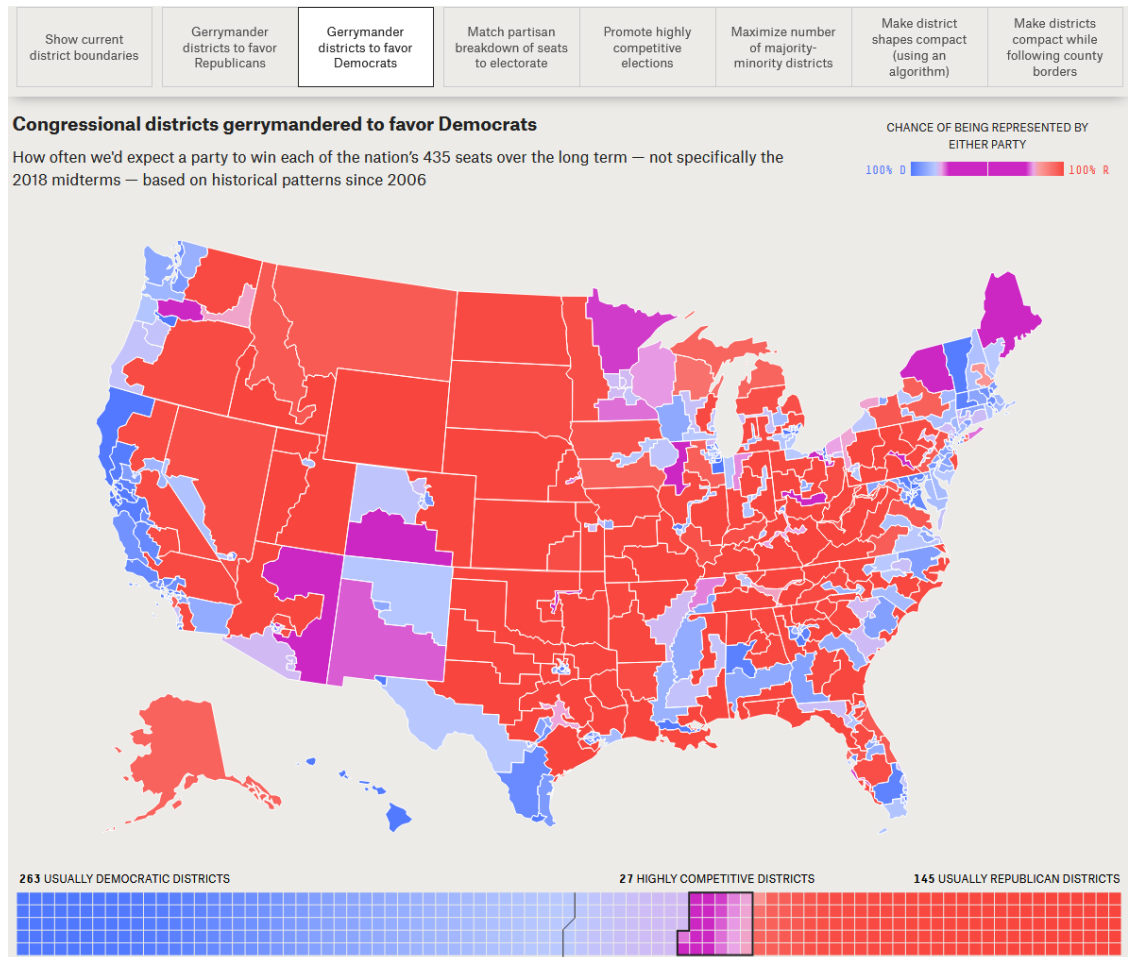 Show current
district boundaries
Gerrymander
districts to favor
Republicans
Gerrymander
districts to favor
Democrats
Match partisan
breakdown of seats
to electorate
Promote highly
competitive
elections
Maximize number
of majority-
minority districts
Make district
shapes compact
(using an
algorithm)
Make districts
compact while
following county
borders
Congressional districts gerrymandered to favor Democrats
How often we'd expect a party to win each of the nation's 435 seats over the long term — not specifically the
2018 midterms — based on historical patterns since 2006
CHANCE OF BEING REPRESENTED BY
EITHER PARTY
100% D
100% R
263 USUALLY DEMOCRATIC DISTRICTS
27 HIGHLY COMPETITIVE DISTRICTS
145 USUALLY REPUBLICAN DISTRICTS